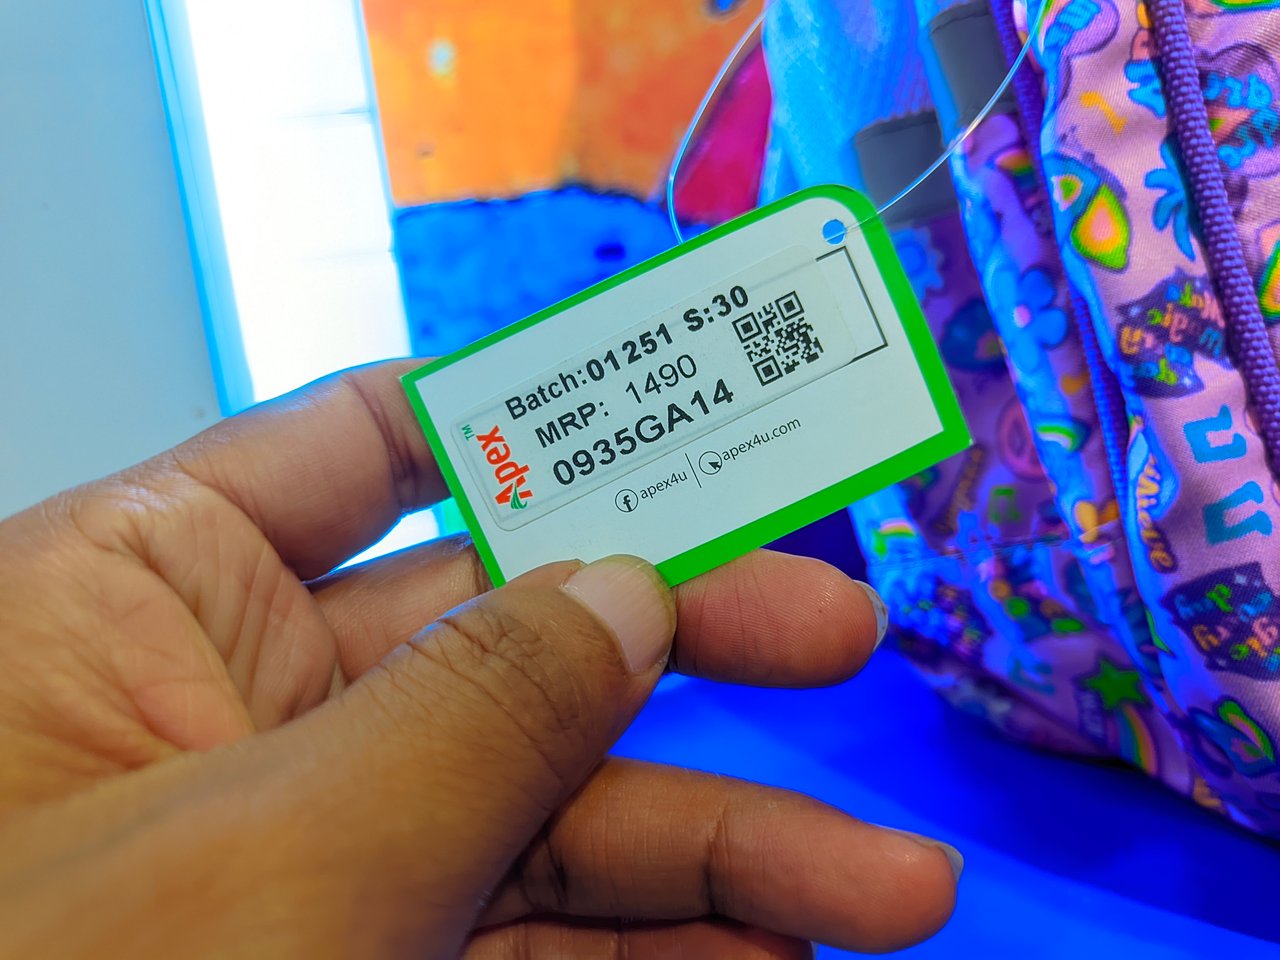 Batch:01251 S:30
MRP: 1490
0935GA14
Apex™
apex4u | apex4u.com